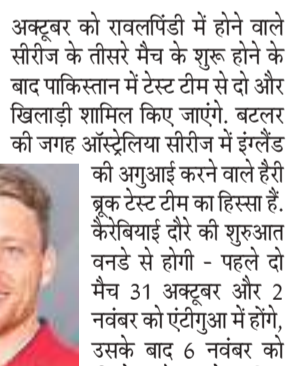 अक्टूबर को रावलपिंडी में होने वाले
सीरीज के तीसरे मैच के शुरू होने के
बाद पाकिस्तान में टेस्ट टीम से दो और
खिलाड़ी शामिल किए जाएंगे. बटलर
की जगह ऑस्ट्रेलिया सीरीज में इंग्लैंड
की अगुआई करने वाले हैरी
ब्रूक टेस्ट टीम का हिस्सा हैं.
कैरेबियाई दौरे की शुरुआत
वनडे से होगी - पहले दो
मैच 31 अक्टूबर और 2
नवंबर को एंटीगुआ में होंगे,
उसके बाद 6 नवंबर को